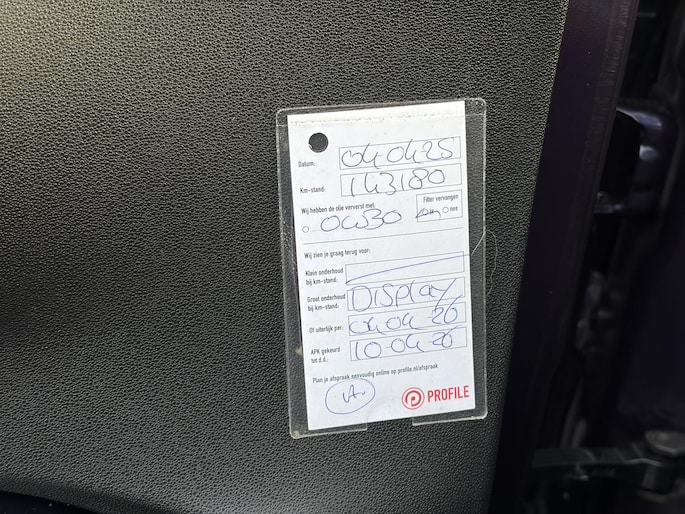 Datum: 04 04 25
Km-stand: 143180
Wij hebben de olie ververst met:
Filter vervangen
0W30
nee
Wij zien je graag terug voor:
Klein onderhoud
bij km-stand:
Groot onderhoud
bij km-stand: Display
Of uiterlijk per: 04 04 26
APK gekeurd
tot d.d.: 10-04-26
Plan je afspraak eenvoudig online op profile.nl/afspraak
PROFILE